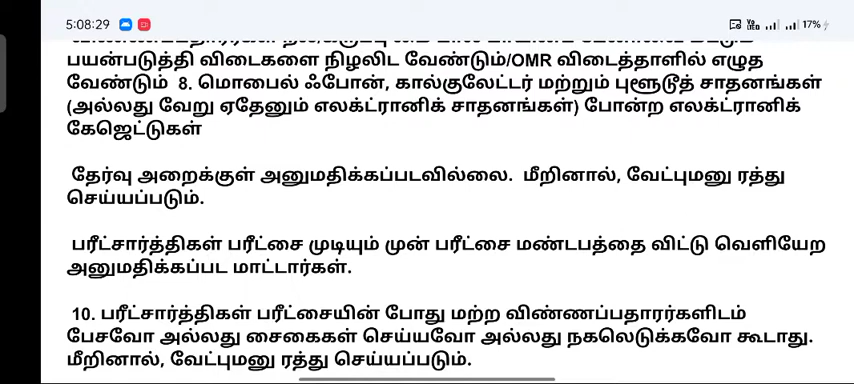 5:08:29
17%
பயன்படுத்தி விடைகளை நிழலிட வேண்டும்/OMR விடைத்தாளில் எழுத
வேண்டும் 8. மொபைல் ஃபோன், கால்குலேட்டர் மற்றும் புளூடூத் சாதனங்கள்
(அல்லது வேறு ஏதேனும் எலக்ட்ரானிக் சாதனங்கள்) போன்ற எலக்ட்ரானிக்
கேஜெட்டுகள்
தேர்வு அறைக்குள் அனுமதிக்கப்படவில்லை. மீறினால், வேட்புமனு ரத்து
செய்யப்படும்.
பரீட்சார்த்திகள் பரீட்சை முடியும் முன் பரீட்சை மண்டபத்தை விட்டு வெளியேற
அனுமதிக்கப்பட மாட்டார்கள்.
10. பரீட்சார்த்திகள் பரீட்சையின் போது மற்ற விண்ணப்பதாரர்களிடம்
பேசவோ அல்லது சைகைகள் செய்யவோ அல்லது நகலெடுக்கவோ கூடாது.
மீறினால், வேட்புமனு ரத்து செய்யப்படும்.